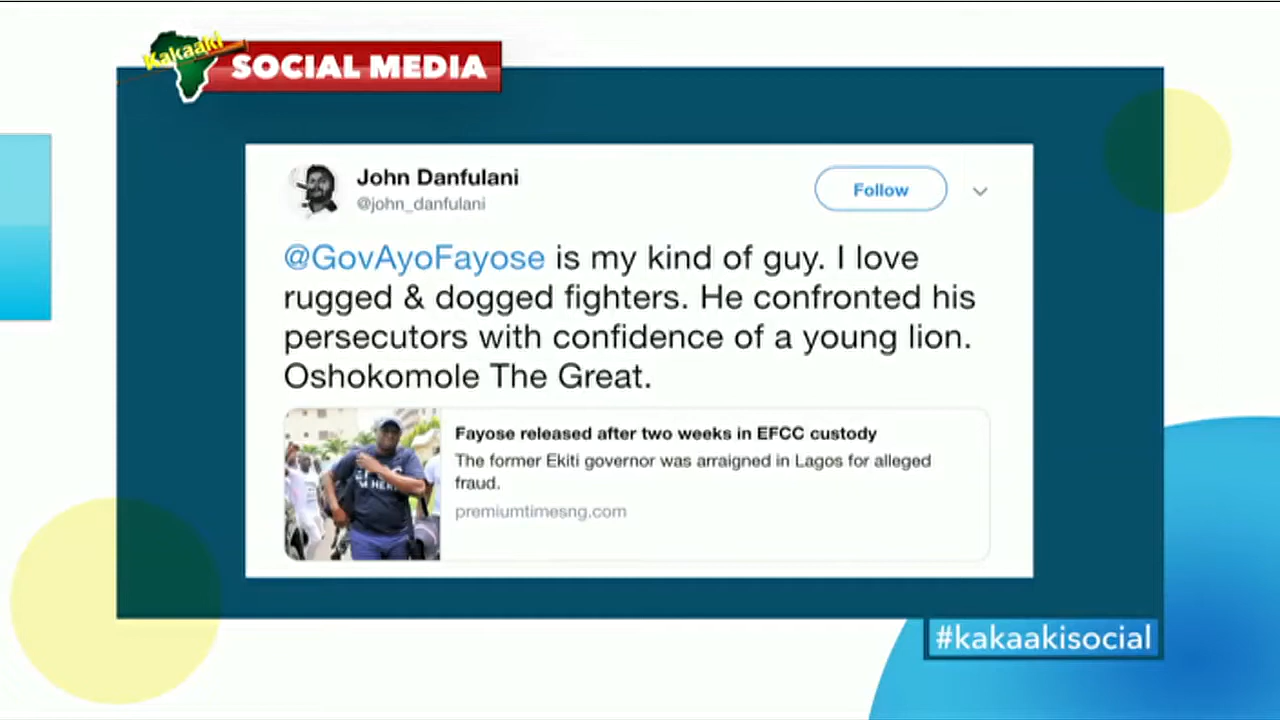 Kakaaki
SOCIAL MEDIA
John Danfulani
@john_danfulani
Follow
@GovAyoFayose is my kind of guy. I love
rugged & dogged fighters. He confronted his
persecutors with confidence of a young lion.
Oshokomole The Great.
Fayose released after two weeks in EFCC custody
The former Ekiti governor was arraigned in Lagos for alleged
fraud.
premiumtimesng.com
#kakaakisocial